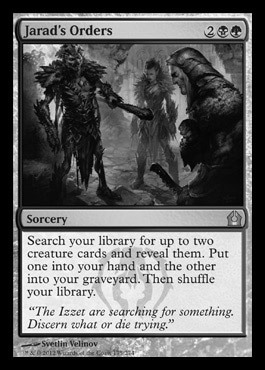 Jarad's Orders 2
Sorcery
Search your library for up to two
creature cards and reveal them. Put
one into your hand and the other
into your graveyard. Then shuffle
your library.
"The Izzet are searching for something.
Discern what or die trying."
Svetlin Velinov